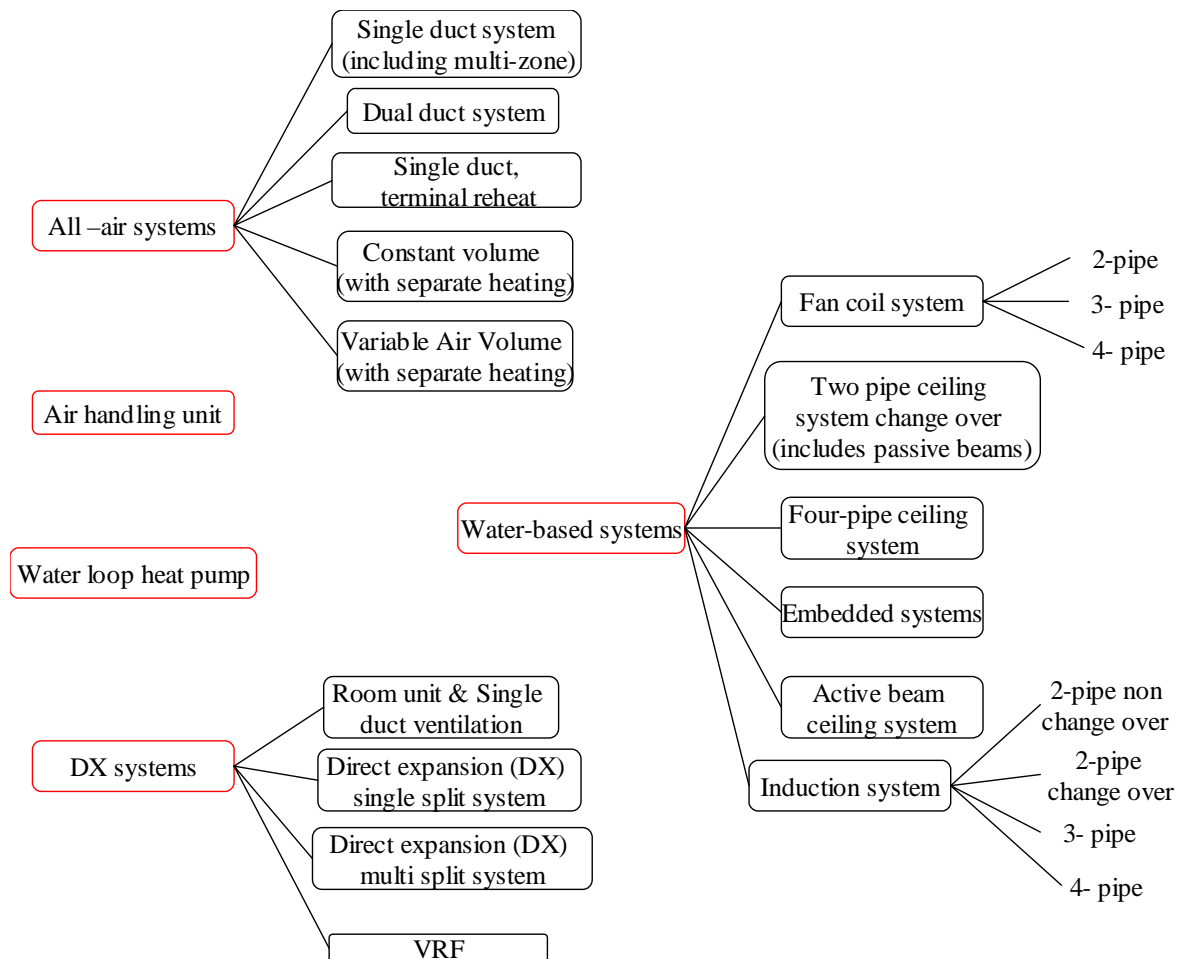 Single duct system
(including multi-zone)
Dual duct system
Single duct,
terminal reheat
All –air systems
Constant volume
(with separate heating)
Variable Air Volume
(with separate heating)
Air handling unit
Water loop heat pump
DX systems
Room unit & Single
duct ventilation
Direct expansion (DX)
single split system
Direct expansion (DX)
multi split system
VRF
Water-based systems
Fan coil system
2-pipe
3- pipe
4- pipe
Two pipe ceiling
system change over
(includes passive beams)
Four-pipe ceiling
system
Embedded systems
Active beam
ceiling system
Induction system
2-pipe non
change over
2-pipe
change over
3- pipe
4- pipe